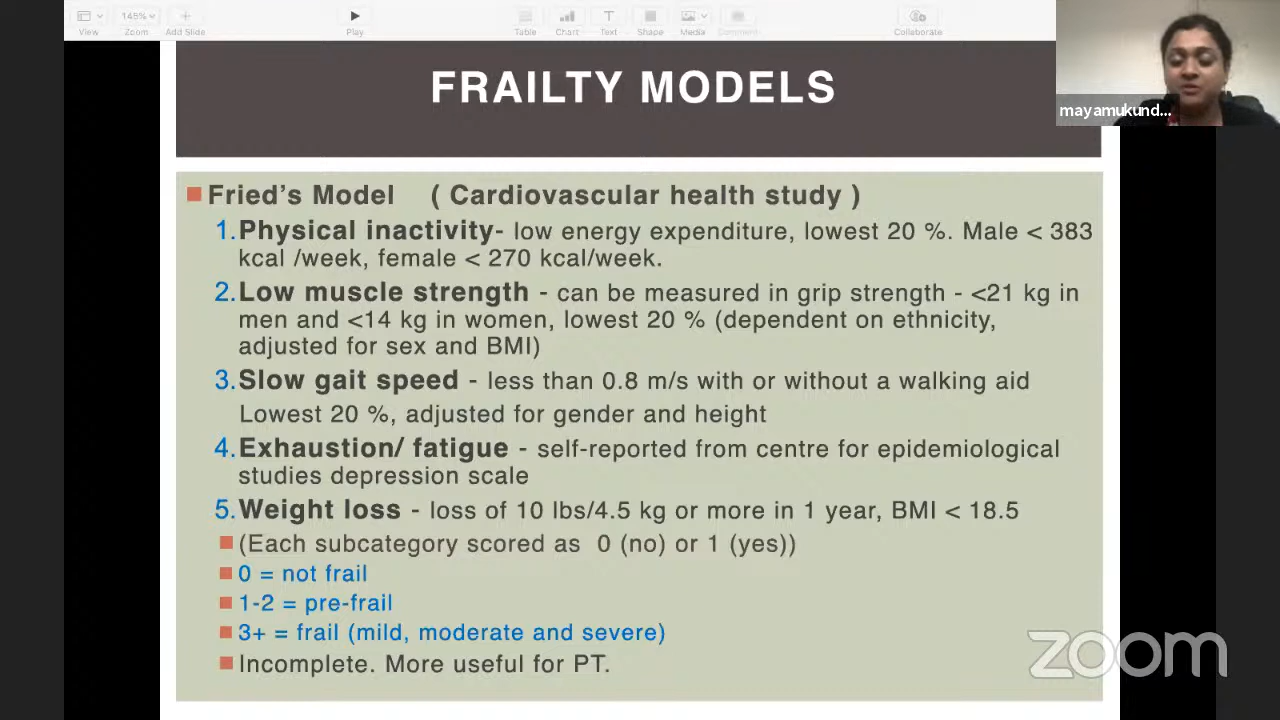 145%
View
Zoom
Add Slide
Play
Table
Chart
Text
Shape
Media
Comment
Collaborate
mayamukund...
FRAILTY MODELS
Fried's Model ( Cardiovascular health study )
1.Physical inactivity- low energy expenditure, lowest 20 %. Male < 383
kcal /week, female < 270 kcal/week.
2.Low muscle strength - can be measured in grip strength - <21 kg in
men and <14 kg in women, lowest 20 % (dependent on ethnicity,
adjusted for sex and BMI)
3.Slow gait speed - less than 0.8 m/s with or without a walking aid
Lowest 20 %, adjusted for gender and height
4.Exhaustion/ fatigue - self-reported from centre for epidemiological
studies depression scale
5.Weight loss - loss of 10 lbs/4.5 kg or more in 1 year, BMI < 18.5
(Each subcategory scored as 0 (no) or 1 (yes))
0 = not frail
1-2 = pre-frail
3+ = frail (mild, moderate and severe)
Incomplete. More useful for PT.
zoom